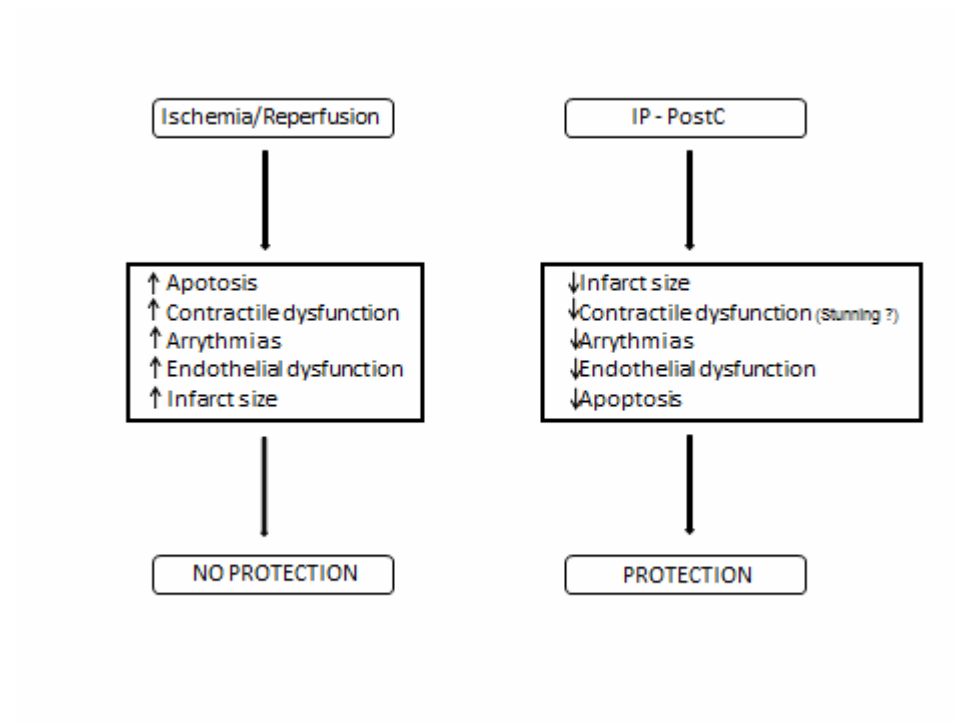 Ischemia/Reperfusion
↑ Apotosis
↑ Contractile dysfunction
↑ Arrythmias
↑ Endothelial dysfunction
↑ Infarct size
NO PROTECTION
IP - PostC
↓Infarct size
↓Contractile dysfunction (Stunning ?)
↓Arrythmias
↓Endothelial dysfunction
↓Apoptosis
PROTECTION